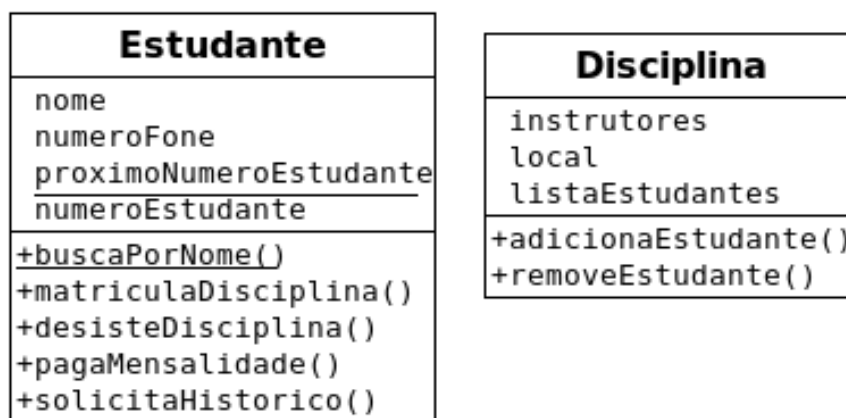 Estudante
nome
numeroFone
proximoNumeroEstudante
numeroEstudante
+buscaPorNome()
+matriculaDisciplina()
+desisteDisciplina()
+pagaMensalidade()
+solicitaHistorico()
Disciplina
instrutores
local
listaEstudantes
+adicionaEstudante()
+removeEstudante()